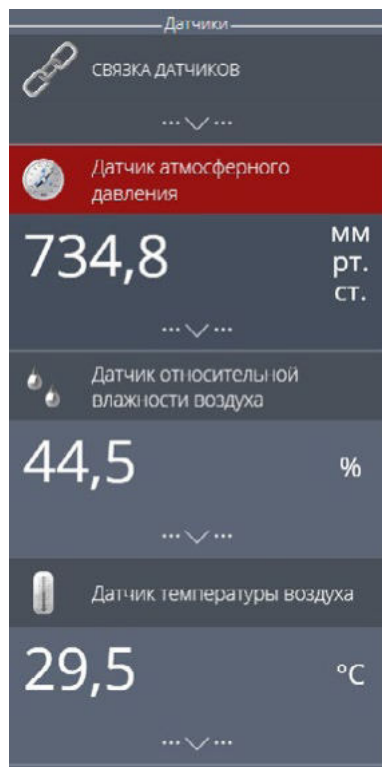 Датчики
СВЯЗКА ДАТЧИКОВ
Датчик атмосферного
давления
734,8
мм
рт.
ст.
Датчик относительной
влажности воздуха
44,5
%
Датчик температуры воздуха
29,5
°C